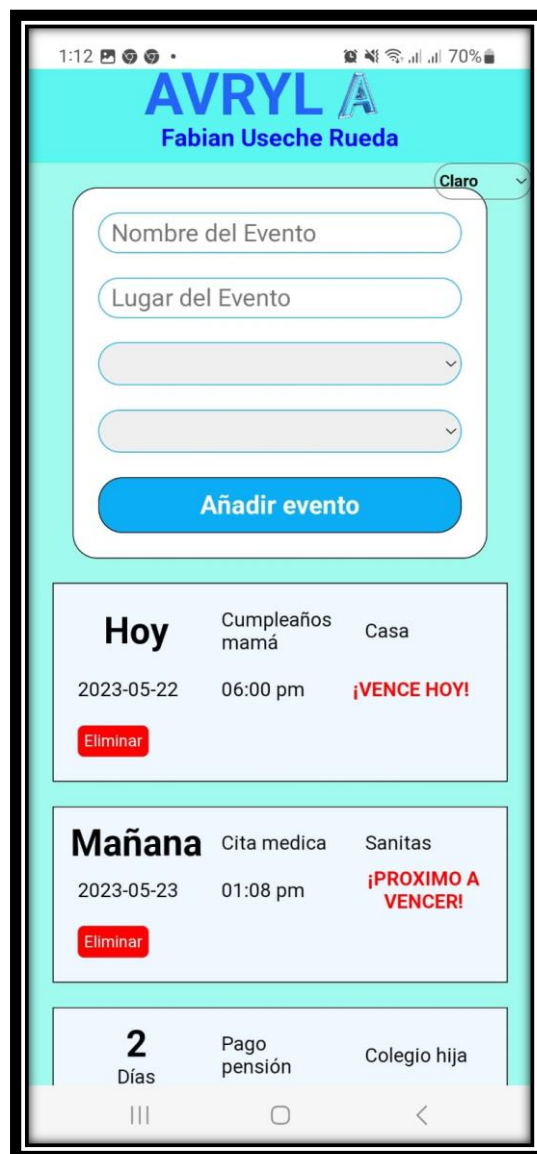 1:12 70%
AVRYL A
Fabian Useche Rueda
Claro
Nombre del Evento
Lugar del Evento
Añadir evento
Hoy
Cumpleaños
mamá
Casa
2023-05-22
06:00 pm
¡VENCE HOY!
Eliminar
Mañana
Cita medica
Sanitas
2023-05-23
01:08 pm
¡PROXIMO A
VENCER!
Eliminar
2
Días
Pago
pensión
Colegio hija